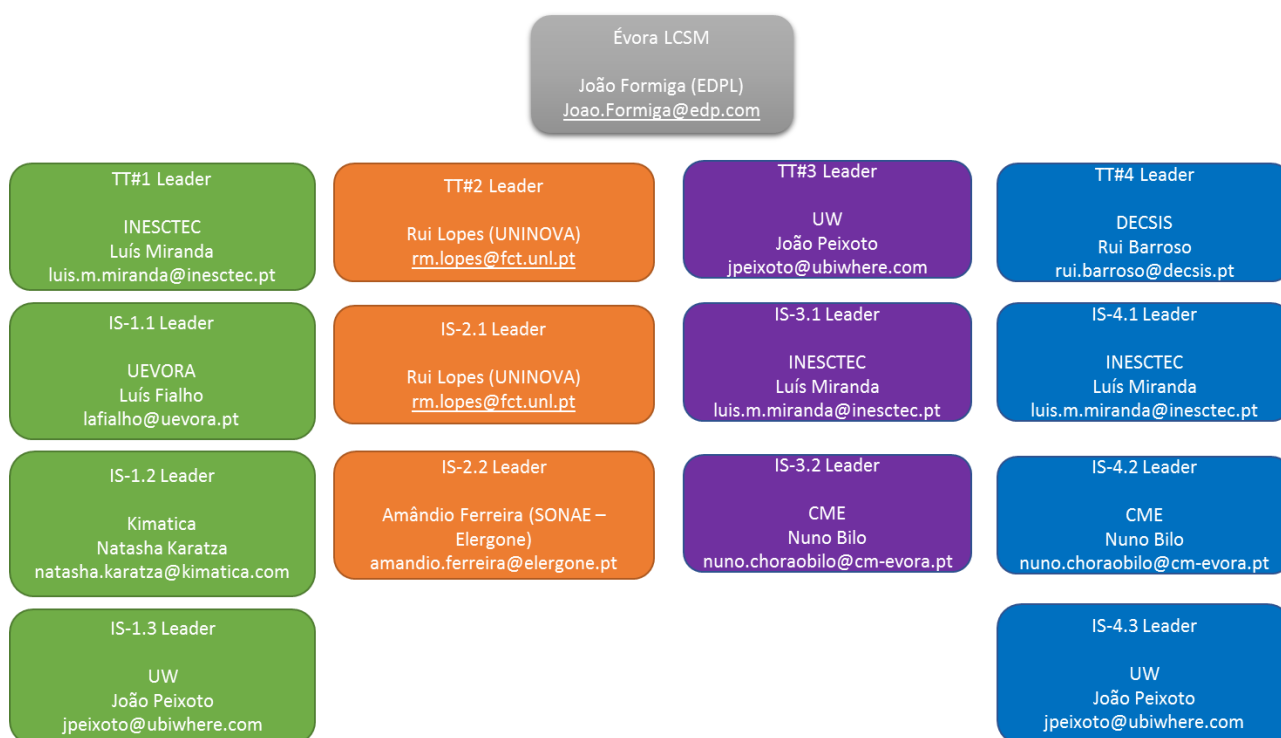 Évora LCSM
João Formiga (EDPL)
Joao.Formiga@edp.com
TT#1 Leader
INESCTEC
Luís Miranda
luis.m.miranda@inesctec.pt
IS-1.1 Leader
UEVORA
Luís Fialho
lafialho@uevora.pt
IS-1.2 Leader
Kimatica
Natasha Karatza
natasha.karatza@kimatica.com
IS-1.3 Leader
UW
João Peixoto
jpeixoto@ubiwhere.com
TT#2 Leader
Rui Lopes (UNINOVA)
rm.lopes@fct.unl.pt
IS-2.1 Leader
Rui Lopes (UNINOVA)
rm.lopes@fct.unl.pt
IS-2.2 Leader
Amândio Ferreira (SONAE –
Elergone)
amandio.ferreira@elergone.pt
TT#3 Leader
UW
João Peixoto
jpeixoto@ubiwhere.com
IS-3.1 Leader
INESCTEC
Luís Miranda
luis.m.miranda@inesctec.pt
IS-3.2 Leader
CME
Nuno Bilo
nuno.choraobilo@cm-evora.pt
TT#4 Leader
DECSIS
Rui Barroso
rui.barroso@decsis.pt
IS-4.1 Leader
INESCTEC
Luís Miranda
luis.m.miranda@inesctec.pt
IS-4.2 Leader
CME
Nuno Bilo
nuno.choraobilo@cm-evora.pt
IS-4.3 Leader
UW
João Peixoto
jpeixoto@ubiwhere.com